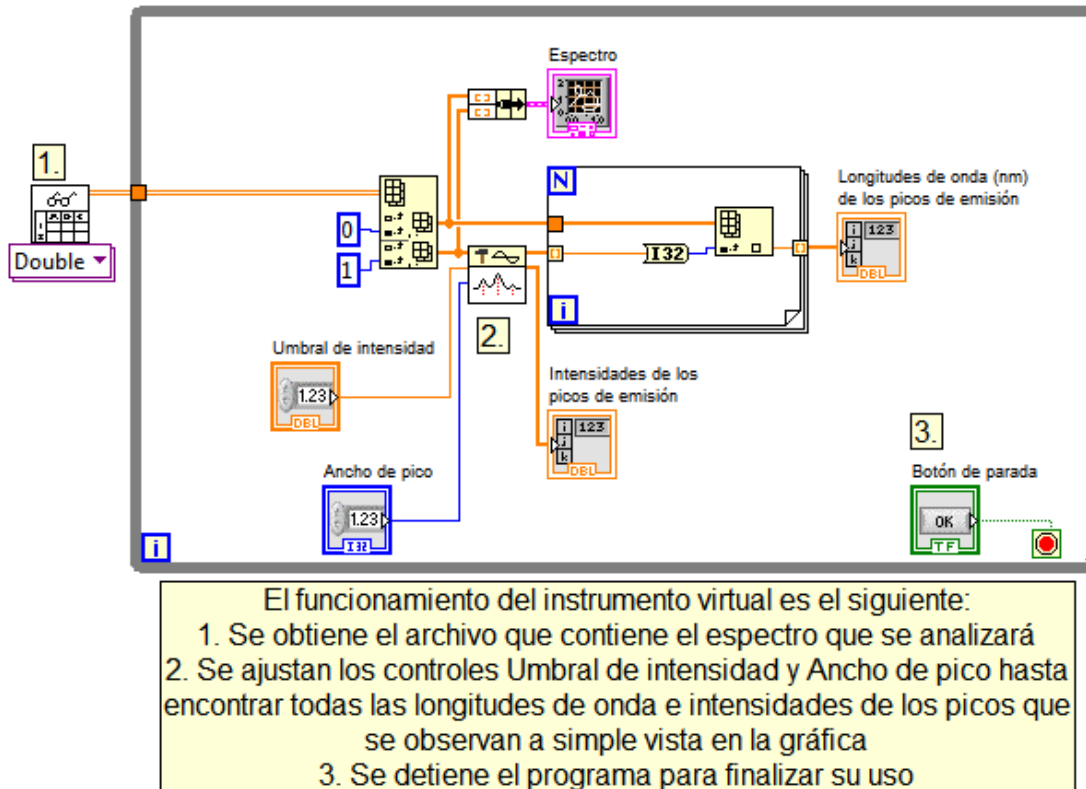 Espectro
1.
Double
0
1
N
I32
i
Longitudes de onda (nm)
de los picos de emisión
i 123
j
k
DBL
2.
Umbral de intensidad
1.23
DBL
Intensidades de los
picos de emisión
i 123
j
k
DBL
Ancho de pico
1.23
I32
3.
Botón de parada
OK
TF
i
El funcionamiento del instrumento virtual es el siguiente:
1. Se obtiene el archivo que contiene el espectro que se analizará
2. Se ajustan los controles Umbral de intensidad y Ancho de pico hasta
encontrar todas las longitudes de onda e intensidades de los picos que
se observan a simple vista en la gráfica
3. Se detiene el programa para finalizar su uso